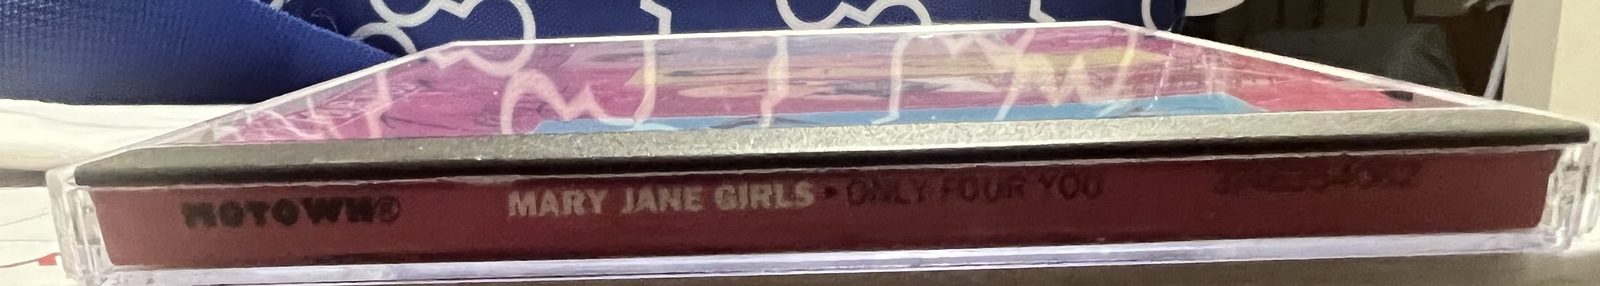 MOTOWN® MARY JANE GIRLS • ONLY FOUR YOU